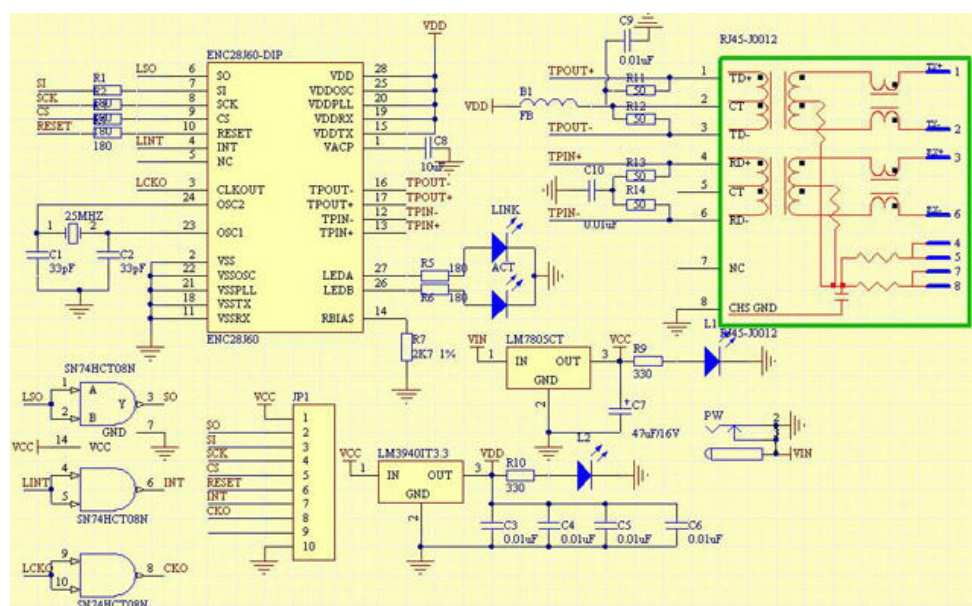 C9
0.01uF
VDD
RJ45-J0012
ENC28J60-DIP
LSO 6 SO VDD 28
SI R1 7 SI VDDOSC 25
SCK R2 8 SCK VDDPLL 20
CS 9 CS VDDRX 19
RESET 180 10 RESET VDDTX 15
180
LINT 4 INT VACP 1 C8
5 NC
LCKO 3 CLKOUT TPOUT- 16 TPOUT-
24 OSC2 TPOUT+ 17 TPOUT+
TPIN- 12 TPIN-
23 OSC1 TPIN+ 13 TPIN+
25MHZ
1 2
C1 C2
33pF 33pF
2 VSS
22 VSSOSC LEDA 27 R5 180
21 VSSPLL LEDB 26 R6 180
18 VSSTX
11 VSSRX RBIAS 14
ENC28J60
LINK
ACT
R7
2K7 1%
TPOUT+ R11 50 1 TD+
VDD B1 FB R12 50 2 CT
TPOUT- 3 TD-
TPIN+ R13 50 4 RD+
C10 0.01uF R14 50 5 CT
TPIN- 6 RD-
7 NC
8 CHS GND
1
2
3
6
4
5
7
8
RJ45-J0012
L1
LM7805CT
VIN 1 IN OUT 3 VCC R9
330
GND
2
C7
47uF/16V
PW
2
VIN
SN74HCT08N
LSO 1 A Y 3 SO
2 B
GND 7
VCC 14 VCC
LINT 4 6 INT
5
SN74HCT08N
LCKO 9 8 CKO
10
SN74HCT08N
JP1
VCC 1
SO 2
SI 3
SCK 4
CS 5
RESET 6
INT 7
CKO 8
9
10
LM3940IT3.3
VCC 1 IN OUT 3 VDD R10 L2
330
GND
2
C3 C4 C5 C6
0.01uF 0.01uF 0.01uF 0.01uF